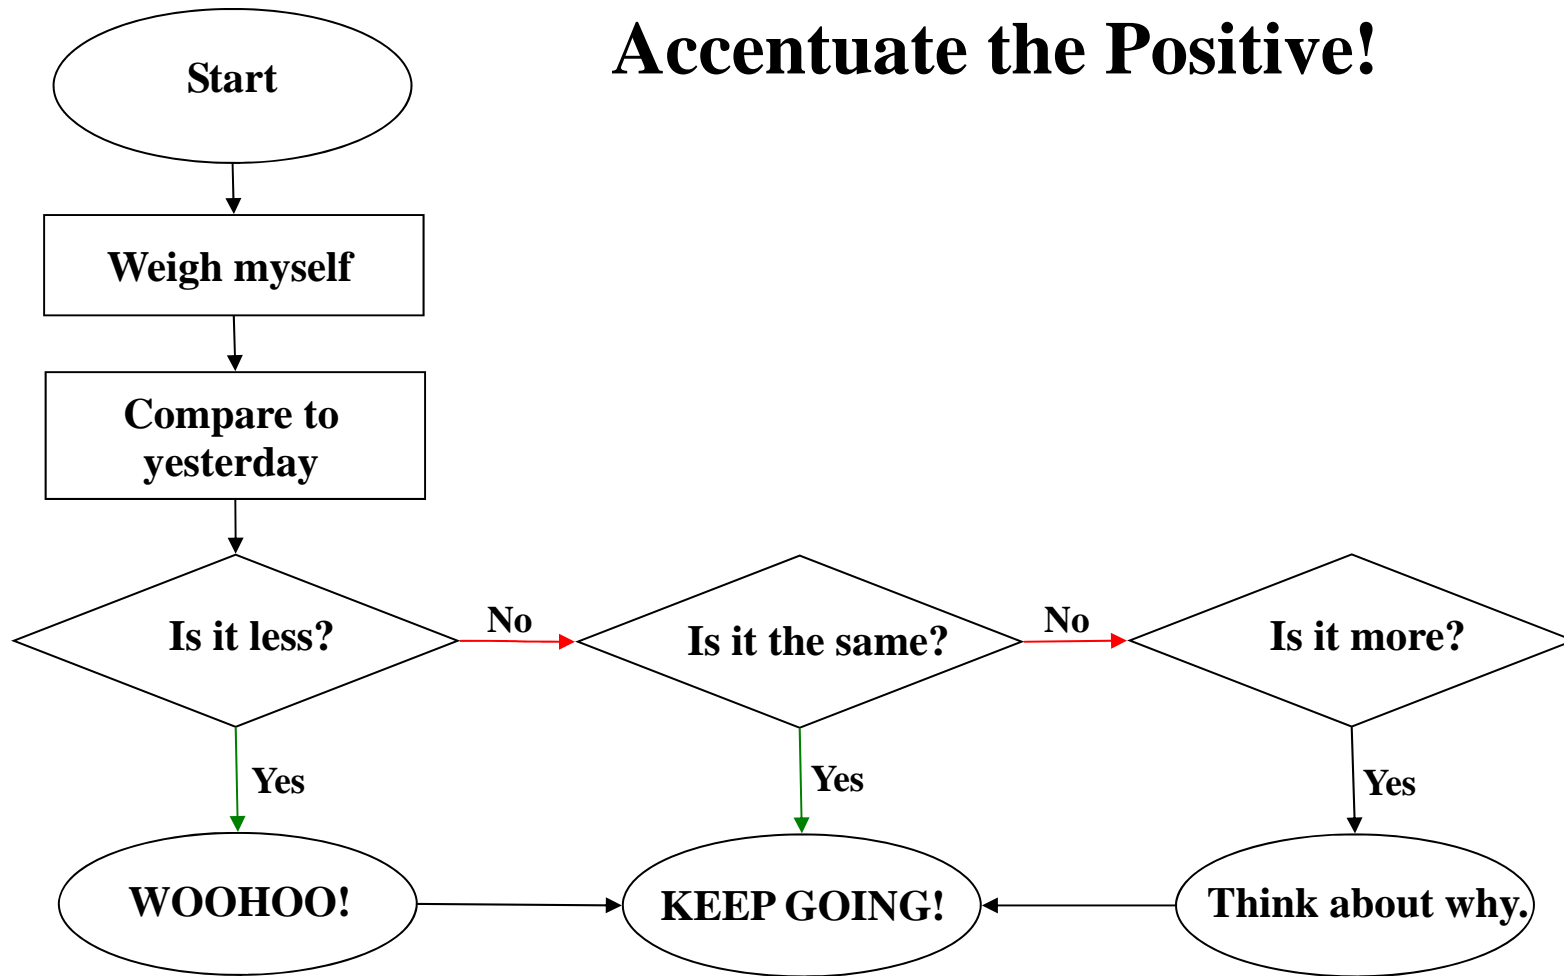 Accentuate the Positive!
Start
Weigh myself
Compare to
yesterday
Is it less?
No
Is it the same?
No
Is it more?
Yes
Yes
Yes
WOOHOO!
KEEP GOING!
Think about why.